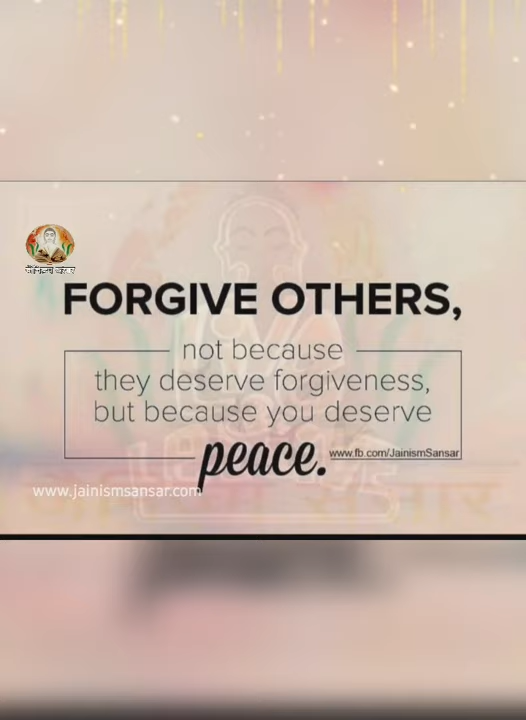 FORGIVE OTHERS,
not because
they deserve forgiveness,
but because you deserve
peace.
www.fb.com/JainismSansar
www.jainismsansar.com